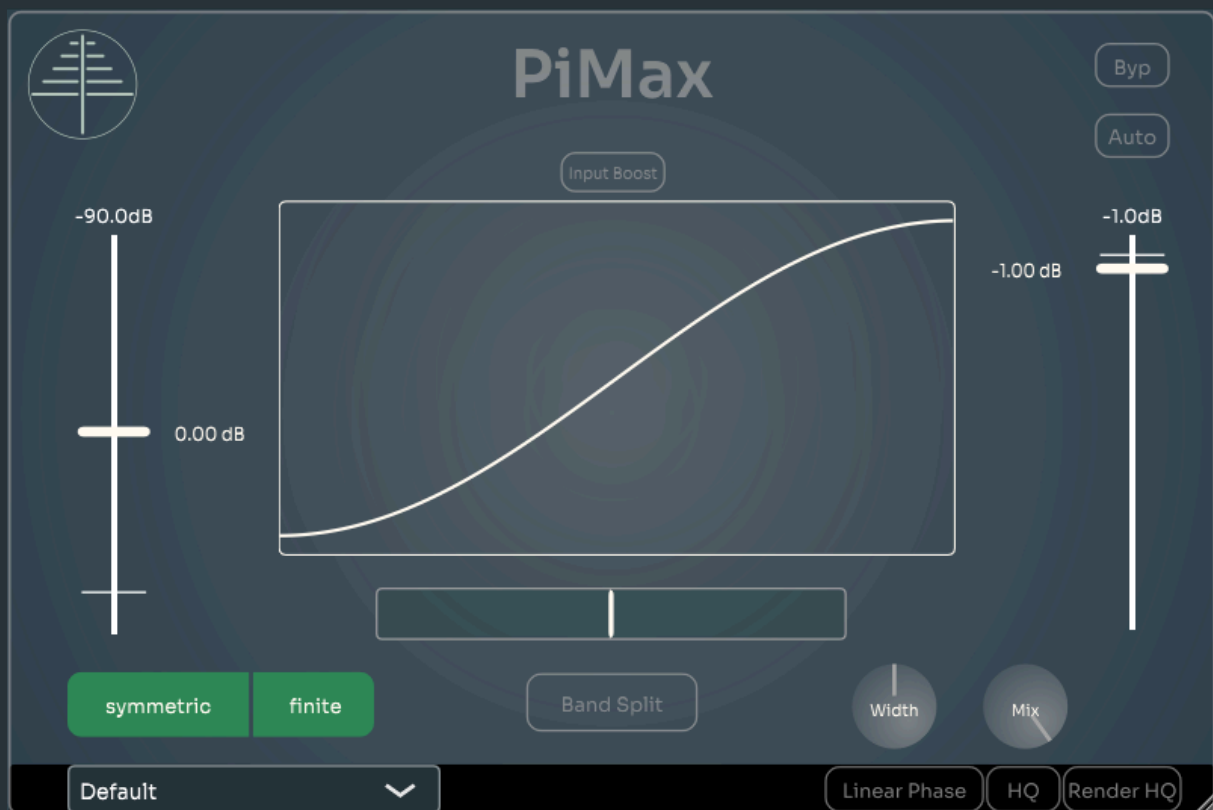 PiMax
Byp
Auto
Input Boost
-90.0dB
-1.0dB
-1.00 dB
0.00 dB
symmetric
finite
Band Split
Width
Mix
Default
Linear Phase
HQ
Render HQ